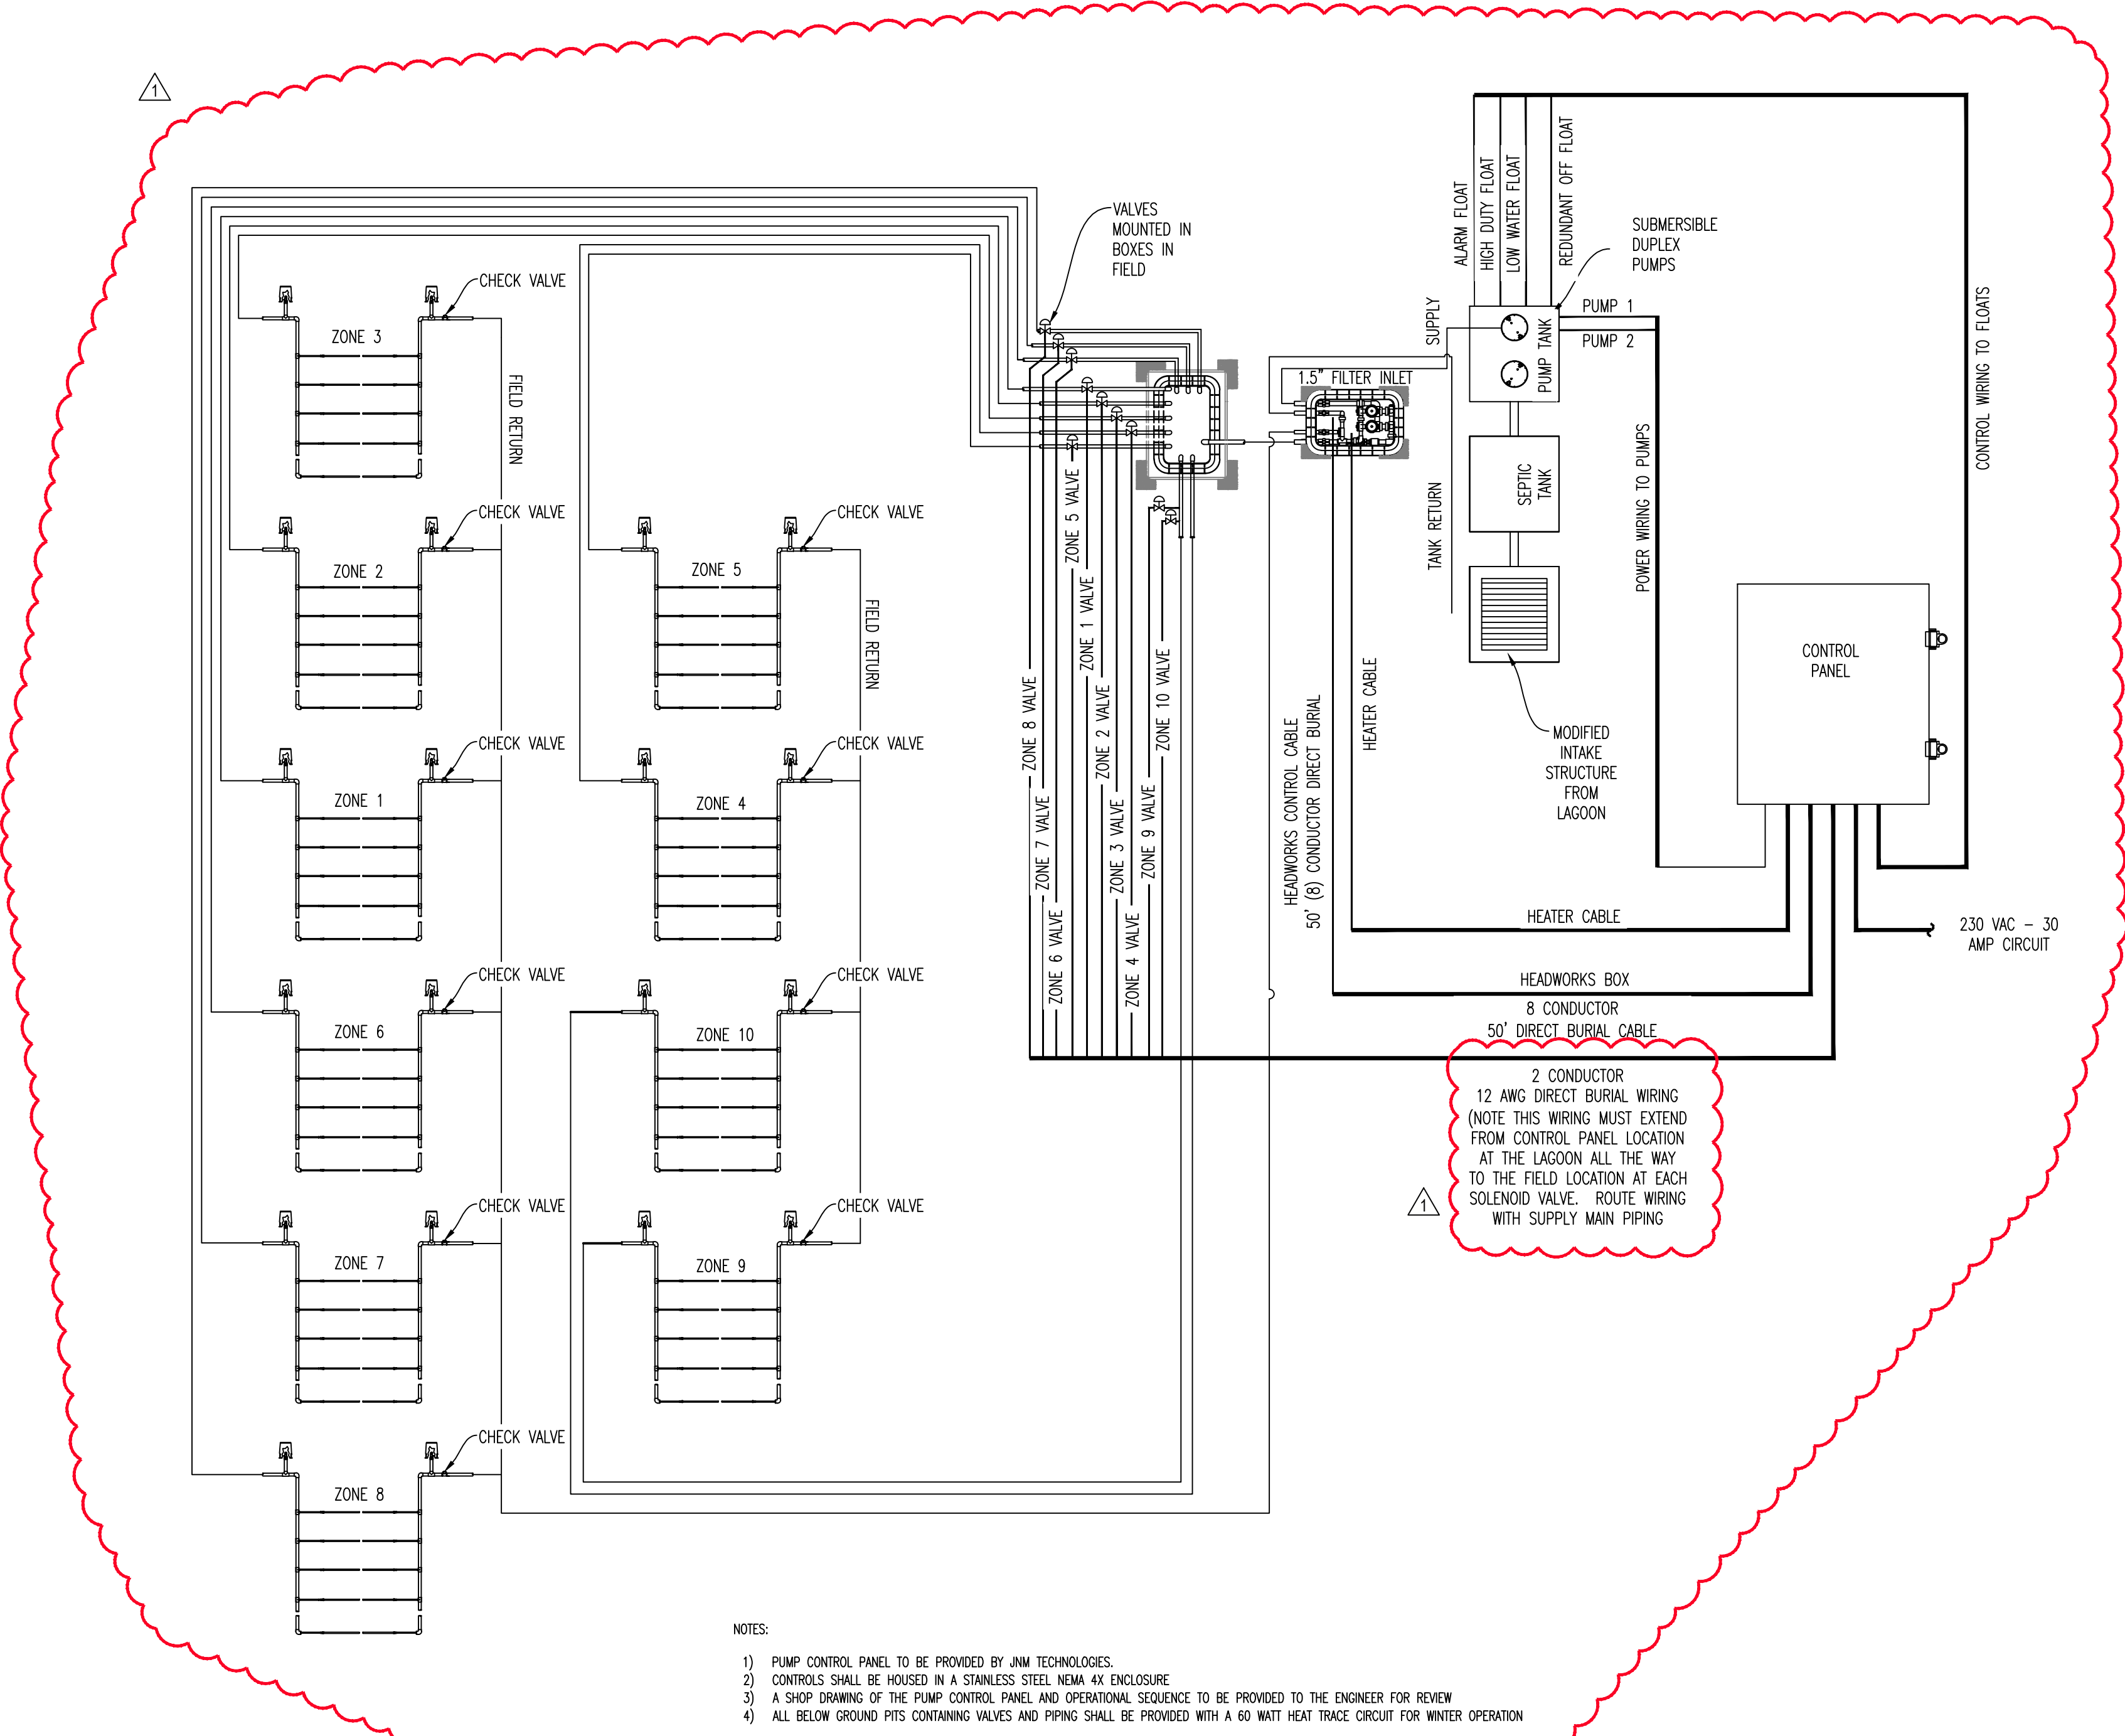 1
ALARM FLOAT
HIGH DUTY FLOAT
LOW WATER FLOAT
REDUNDANT OFF FLOAT
VALVES
MOUNTED IN
BOXES IN
FIELD
SUBMERSIBLE
DUPLEX
PUMPS
SUPPLY
PUMP TANK
PUMP 1
PUMP 2
1.5" FILTER INLET
CONTROL WIRING TO FLOATS
POWER WIRING TO PUMPS
SEPTIC
TANK
TANK RETURN
CHECK VALVE
ZONE 3
FIELD RETURN
CHECK VALVE
ZONE 2
CHECK VALVE
ZONE 5
FIELD RETURN
CHECK VALVE
ZONE 1
CHECK VALVE
ZONE 4
CHECK VALVE
ZONE 6
CHECK VALVE
ZONE 10
CHECK VALVE
ZONE 7
CHECK VALVE
ZONE 9
CHECK VALVE
ZONE 8
ZONE 8 VALVE
ZONE 7 VALVE
ZONE 6 VALVE
ZONE 5 VALVE
ZONE 1 VALVE
ZONE 2 VALVE
ZONE 3 VALVE
ZONE 4 VALVE
ZONE 9 VALVE
ZONE 10 VALVE
HEADWORKS CONTROL CABLE
50' (8) CONDUCTOR DIRECT BURIAL
HEATER CABLE
MODIFIED
INTAKE
STRUCTURE
FROM
LAGOON
CONTROL
PANEL
HEATER CABLE
230 VAC - 30
AMP CIRCUIT
HEADWORKS BOX
8 CONDUCTOR
50' DIRECT BURIAL CABLE
2 CONDUCTOR
12 AWG DIRECT BURIAL WIRING
(NOTE THIS WIRING MUST EXTEND
FROM CONTROL PANEL LOCATION
AT THE LAGOON ALL THE WAY
TO THE FIELD LOCATION AT EACH
SOLENOID VALVE. ROUTE WIRING
WITH SUPPLY MAIN PIPING
1
NOTES:
1) PUMP CONTROL PANEL TO BE PROVIDED BY JNM TECHNOLOGIES.
2) CONTROLS SHALL BE HOUSED IN A STAINLESS STEEL NEMA 4X ENCLOSURE
3) A SHOP DRAWING OF THE PUMP CONTROL PANEL AND OPERATIONAL SEQUENCE TO BE PROVIDED TO THE ENGINEER FOR REVIEW
4) ALL BELOW GROUND PITS CONTAINING VALVES AND PIPING SHALL BE PROVIDED WITH A 60 WATT HEAT TRACE CIRCUIT FOR WINTER OPERATION